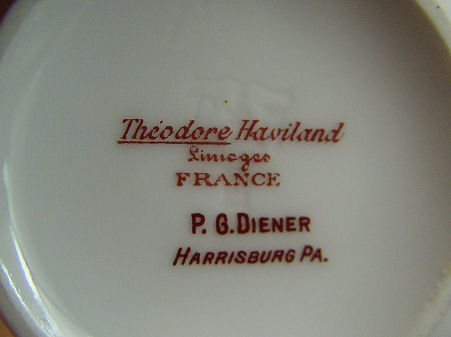 Théodore Haviland
Limoges
FRANCE
P. G. DIENER
HARRISBURG PA.